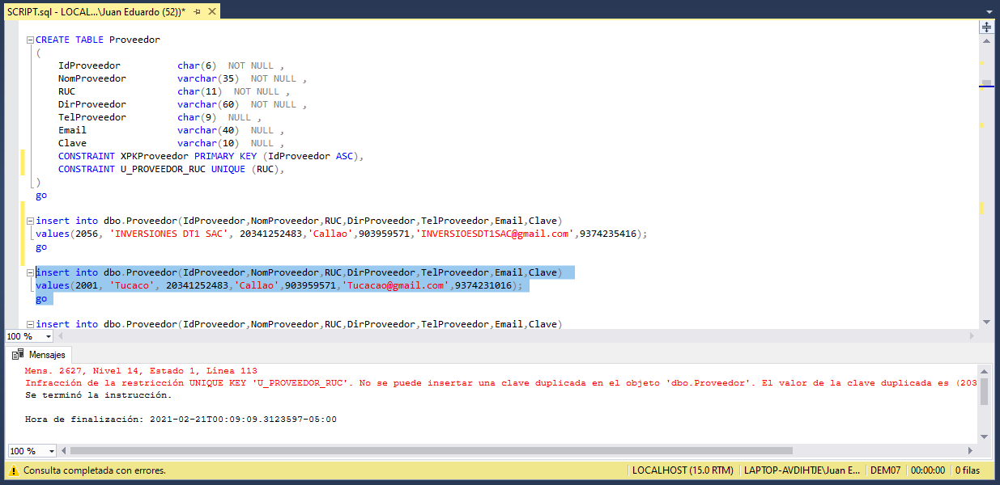 SCRIPT.sql - LOCAL...\Juan Eduardo (52))*
CREATE TABLE Proveedor
(
IdProveedor char(6) NOT NULL ,
NomProveedor varchar(35) NOT NULL ,
RUC char(11) NOT NULL ,
DirProveedor varchar(60) NOT NULL ,
TelProveedor char(9) NULL ,
Email varchar(40) NULL ,
Clave varchar(10) NULL ,
CONSTRAINT XPKProveedor PRIMARY KEY (IdProveedor ASC),
CONSTRAINT U_PROVEEDOR_RUC UNIQUE (RUC),
)
go
insert into dbo.Proveedor(IdProveedor,NomProveedor,RUC,DirProveedor,TelProveedor,Email,Clave)
values(2056, 'INVERSIONES DT1 SAC', 20341252483,'Callao',903959571,'INVERSIOESDT1SAC@gmail.com',9374235416);
go
insert into dbo.Proveedor(IdProveedor,NomProveedor,RUC,DirProveedor,TelProveedor,Email,Clave)
values(2001, 'Tucaco', 20341252483,'Callao',903959571,'Tucacao@gmail.com',9374231016);
go
insert into dbo.Proveedor(IdProveedor,NomProveedor,RUC,DirProveedor,TelProveedor,Email,Clave)
100 %
Mensajes
Mens. 2627, Nivel 14, Estado 1, Línea 113
Infracción de la restricción UNIQUE KEY 'U_PROVEEDOR_RUC'. No se puede insertar una clave duplicada en el objeto 'dbo.Proveedor'. El valor de la clave duplicada es (203
Se terminó la instrucción.
Hora de finalización: 2021-02-21T00:09:09.3123597-05:00
100 %
Consulta completada con errores.
LOCALHOST (15.0 RTM)
LAPTOP-AVDIHTJE\Juan E...
DEM07
00:00:00
0 filas